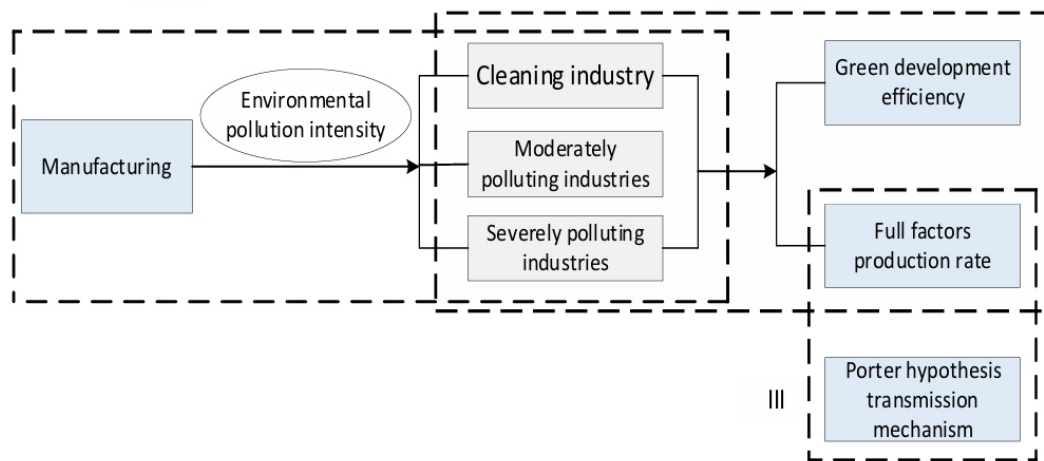 Cleaning industry
Green development
efficiency
Environmental
pollution intensity
Manufacturing
Moderately
polluting industries
Severely polluting
industries
Full factors
production rate
III
Porter hypothesis
transmission
mechanism